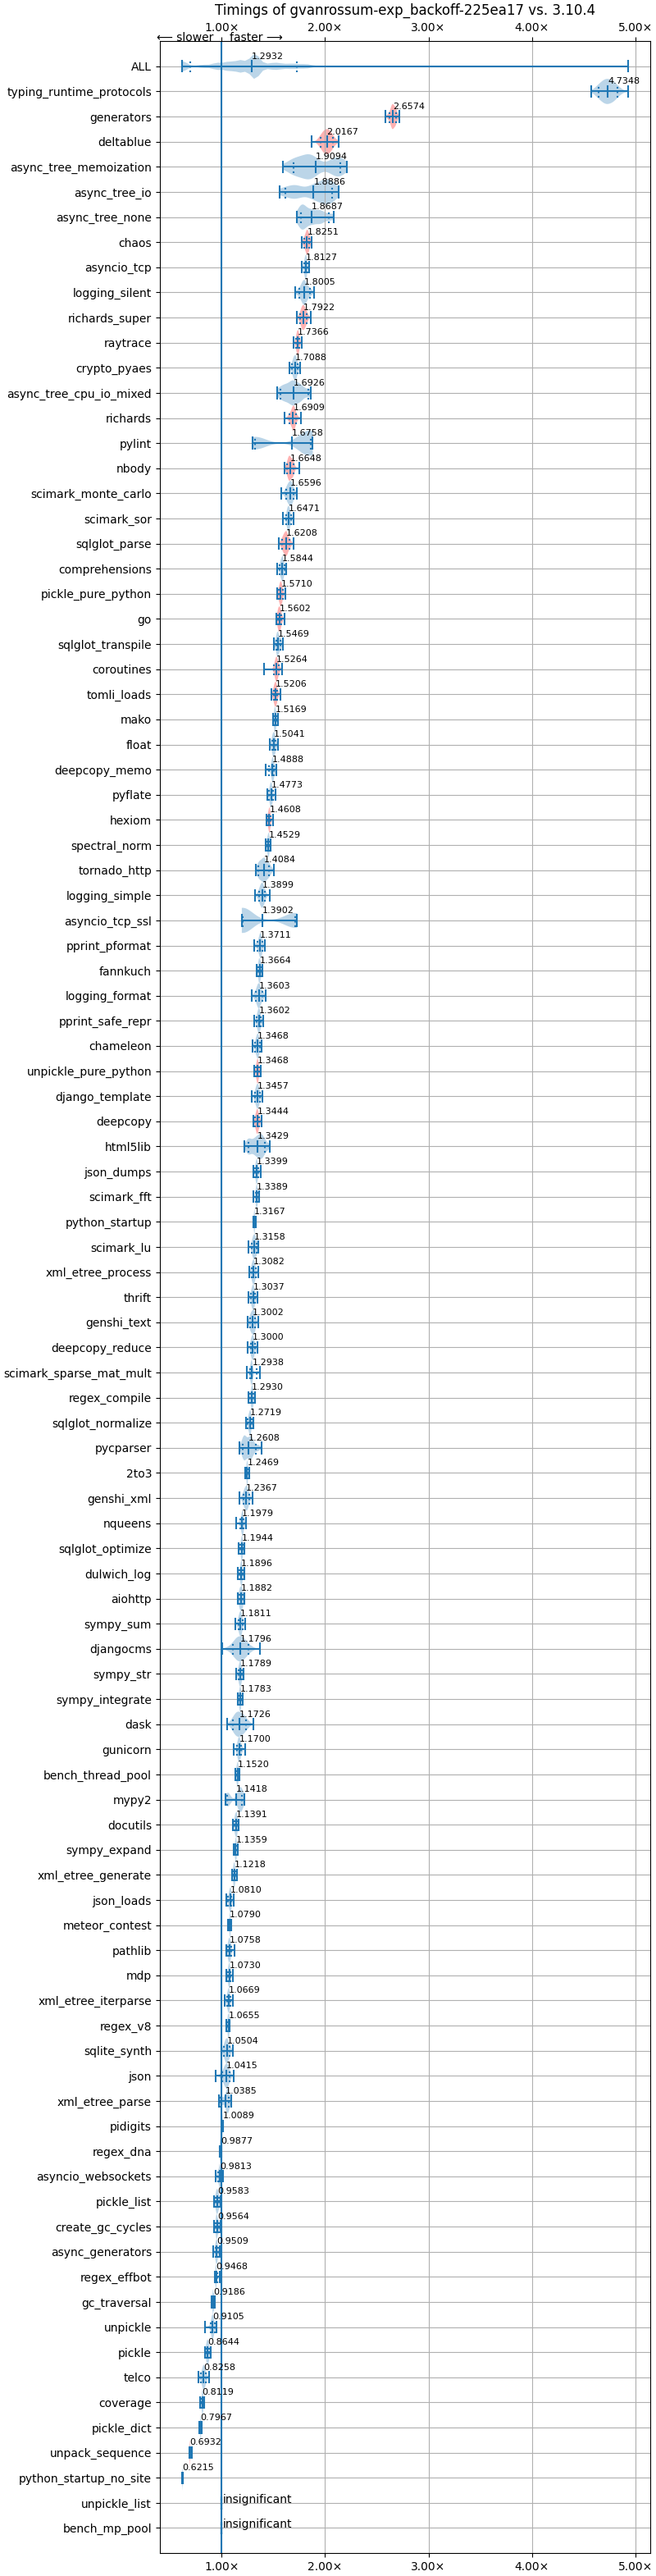 Timings of gvanrossum-exp_backoff-225ea17 vs. 3.10.4
1.00× 2.00× 3.00× 4.00× 5.00×
⟵ slower faster ⟶
ALL 1.2932
typing_runtime_protocols 4.7348
generators 2.6574
deltablue 2.0167
async_tree_memoization 1.9094
async_tree_io 1.8886
async_tree_none 1.8687
chaos 1.8251
asyncio_tcp 1.8127
logging_silent 1.8005
richards_super 1.7922
raytrace 1.7366
crypto_pyaes 1.7088
async_tree_cpu_io_mixed 1.6926
richards 1.6909
pylint 1.6758
nbody 1.6648
scimark_monte_carlo 1.6596
scimark_sor 1.6471
sqlglot_parse 1.6208
comprehensions 1.5844
pickle_pure_python 1.5710
go 1.5602
sqlglot_transpile 1.5469
coroutines 1.5264
tomli_loads 1.5206
mako 1.5169
float 1.5041
deepcopy_memo 1.4888
pyflate 1.4773
hexiom 1.4608
spectral_norm 1.4529
tornado_http 1.4084
logging_simple 1.3899
asyncio_tcp_ssl 1.3902
pprint_pformat 1.3711
fannkuch 1.3664
logging_format 1.3603
pprint_safe_repr 1.3602
chameleon 1.3468
unpickle_pure_python 1.3468
django_template 1.3457
deepcopy 1.3444
html5lib 1.3429
json_dumps 1.3399
scimark_fft 1.3389
python_startup 1.3167
scimark_lu 1.3158
xml_etree_process 1.3082
thrift 1.3037
genshi_text 1.3002
deepcopy_reduce 1.3000
scimark_sparse_mat_mult 1.2938
regex_compile 1.2930
sqlglot_normalize 1.2719
pycparser 1.2608
2to3 1.2469
genshi_xml 1.2367
nqueens 1.1979
sqlglot_optimize 1.1944
dulwich_log 1.1896
aiohttp 1.1882
sympy_sum 1.1811
djangocms 1.1796
sympy_str 1.1789
sympy_integrate 1.1783
dask 1.1726
gunicorn 1.1700
bench_thread_pool 1.1520
mypy2 1.1418
docutils 1.1391
sympy_expand 1.1359
xml_etree_generate 1.1218
json_loads 1.0810
meteor_contest 1.0790
pathlib 1.0758
mdp 1.0730
xml_etree_iterparse 1.0669
regex_v8 1.0655
sqlite_synth 1.0504
json 1.0415
xml_etree_parse 1.0385
pidigits 1.0089
regex_dna 0.9877
asyncio_websockets 0.9813
pickle_list 0.9583
create_gc_cycles 0.9564
async_generators 0.9509
regex_effbot 0.9468
gc_traversal 0.9186
unpickle 0.9105
pickle 0.8644
telco 0.8258
coverage 0.8119
pickle_dict 0.7967
unpack_sequence 0.6932
python_startup_no_site 0.6215
unpickle_list insignificant
bench_mp_pool insignificant
1.00× 2.00× 3.00× 4.00× 5.00×